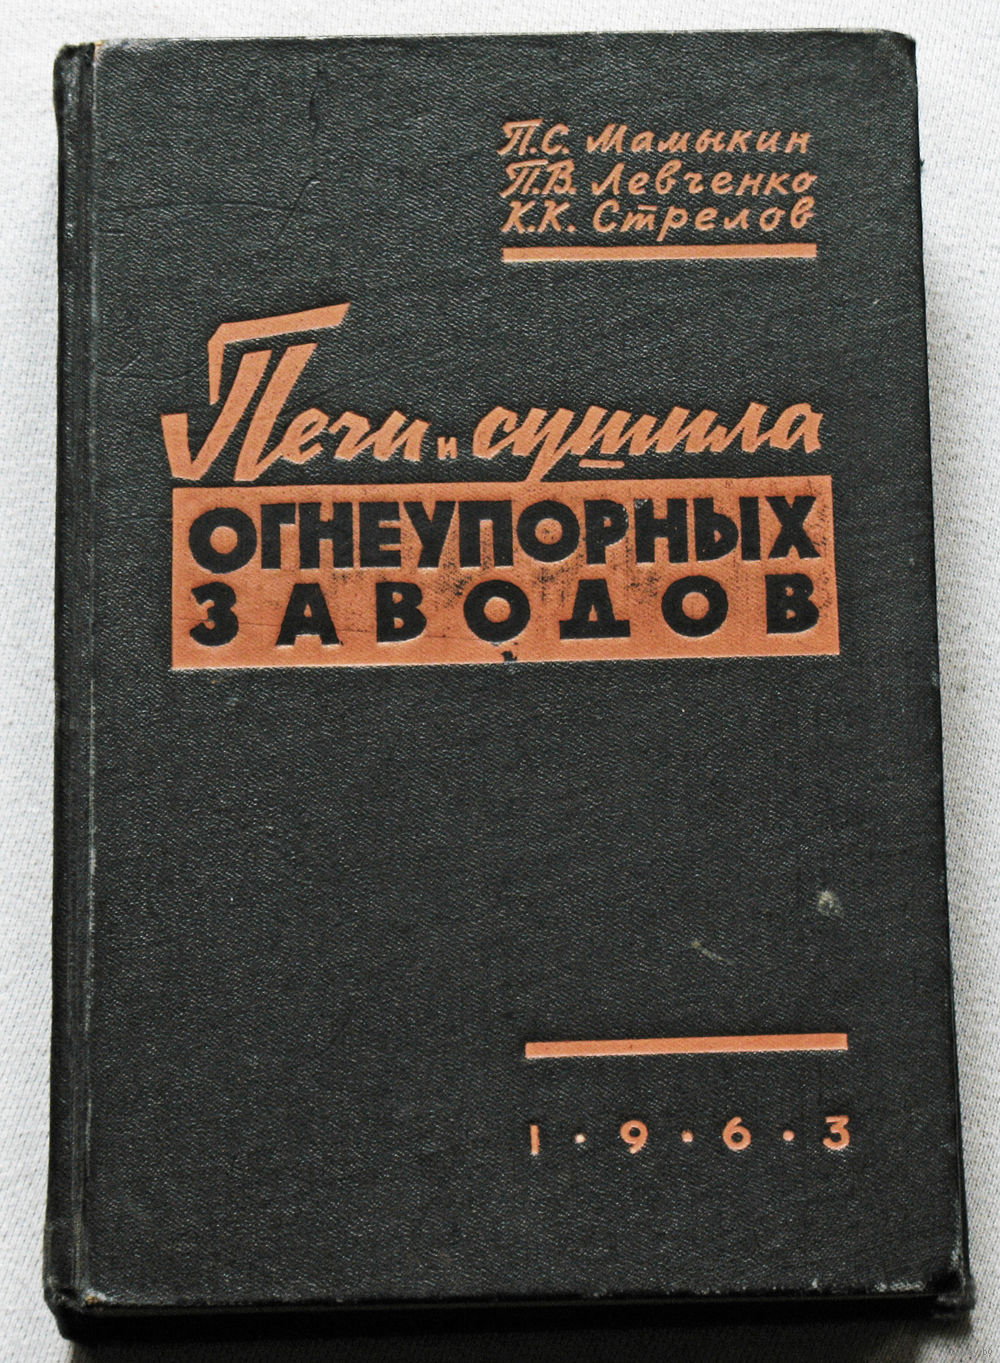 П.С. Мамыкин
П.В. Левченко
К.К. Стрелов
Печи и сушила
ОГНЕУПОРНЫХ
ЗАВОДОВ
1·9·6·3